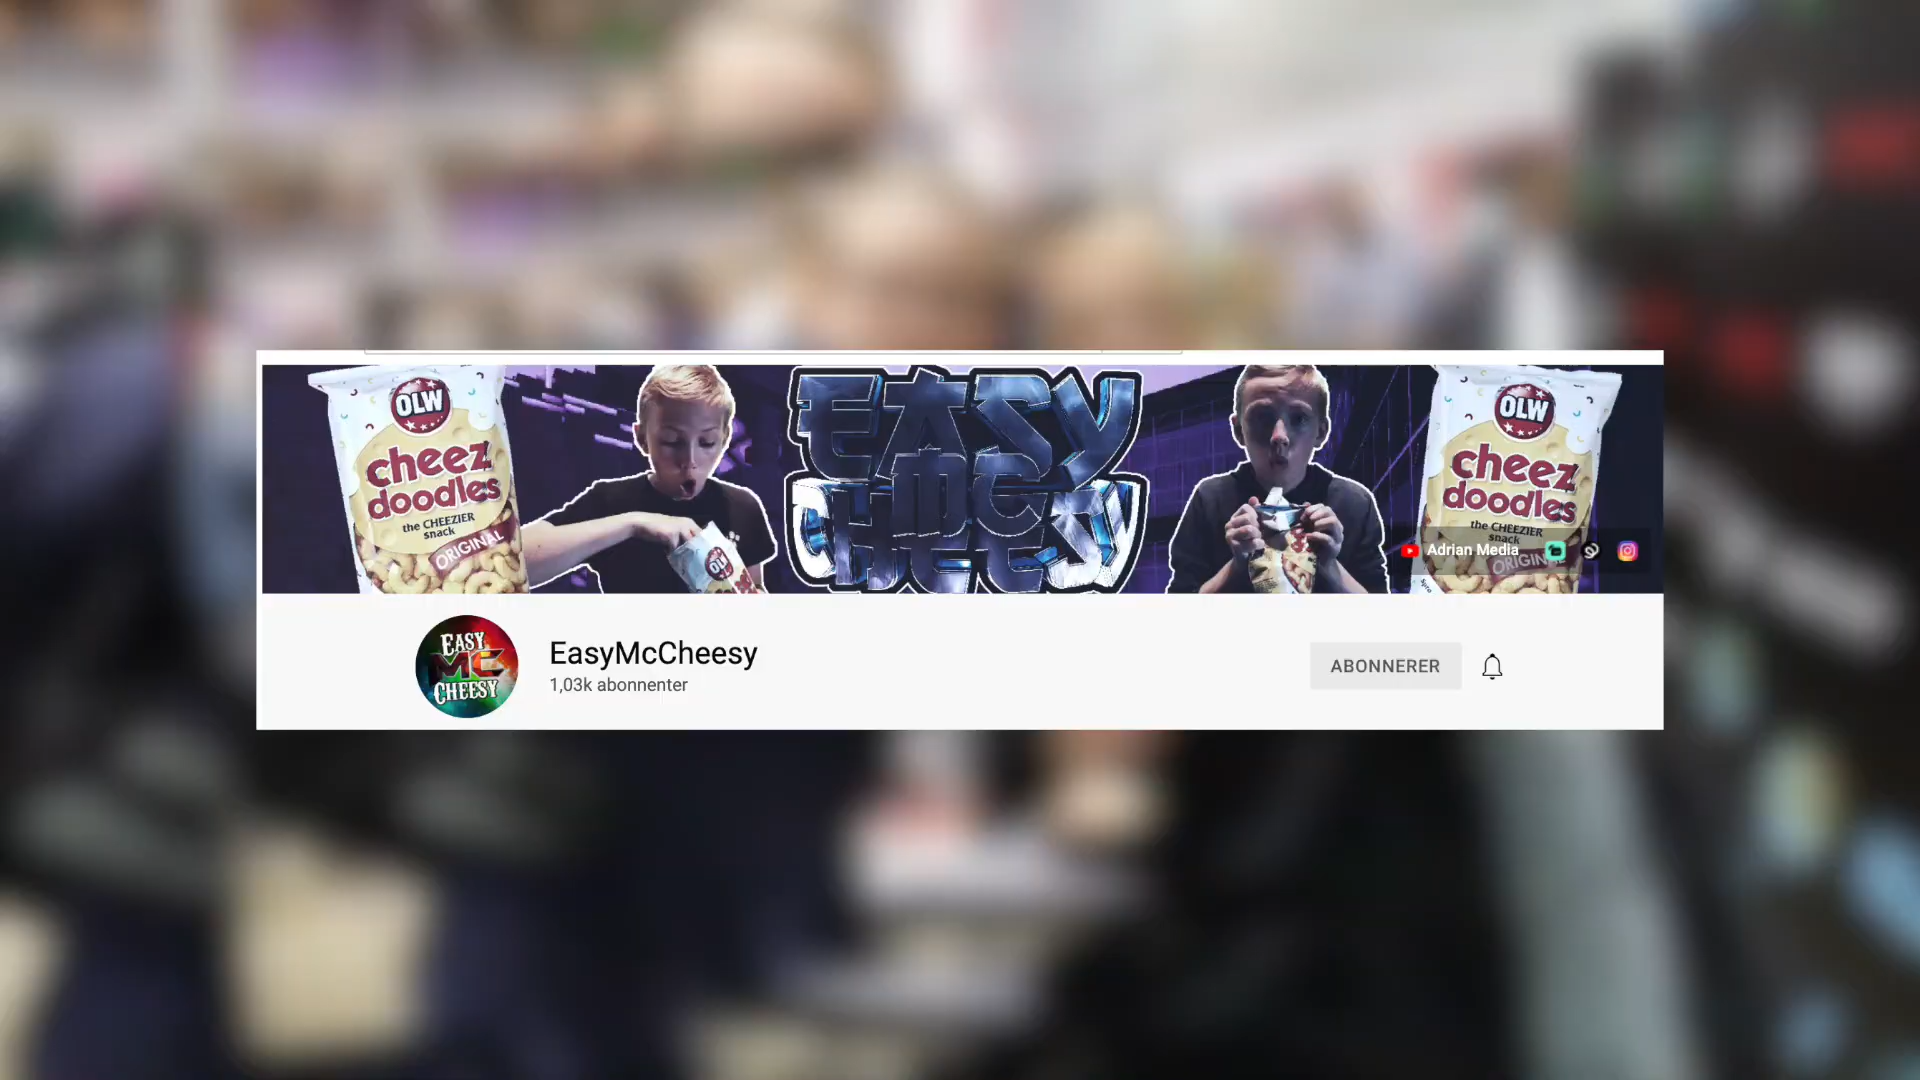 OLW
cheez
doodles
the CHEEZIER
snack
ORIGINAL
OLW
EASY
MC
CHEESY
OLW
cheez
doodles
the CHEEZIER
snack
ORIGINAL
Adrian Media
EASY
MC
CHEESY
EasyMcCheesy
1,03k abonnenter
ABONNERER